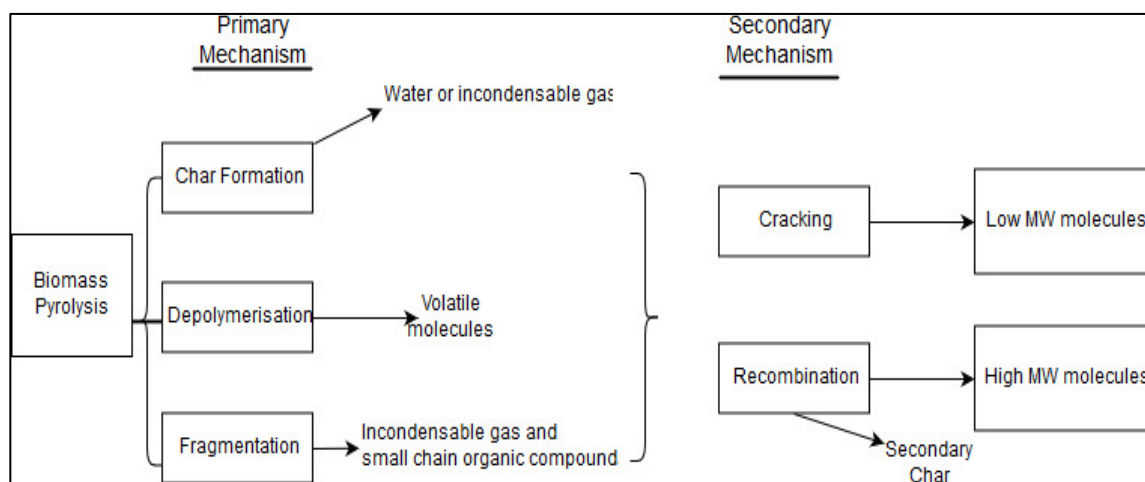 Primary
Mechanism
Secondary
Mechanism
Water or incondensable gas
Char Formation
Cracking
Low MW molecules
Biomass
Pyrolysis
Depolymerisation
Volatile
molecules
Recombination
High MW molecules
Fragmentation
Incondensable gas and
small chain organic compound
Secondary
Char